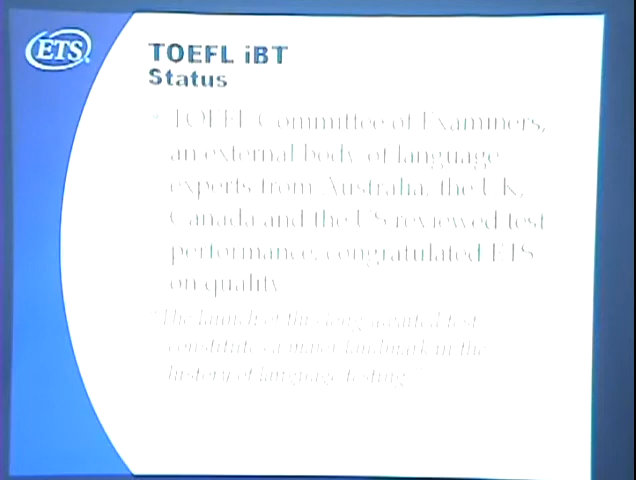 ETS
TOEFL iBT
Status
• TOEFL Committee of Examiners,
an external body of language
experts from Australia, the UK,
Canada and the US reviewed test
performance, congratulated ETS
on quality
"The launch of this long awaited test
constitutes a major landmark in the
history of language testing."